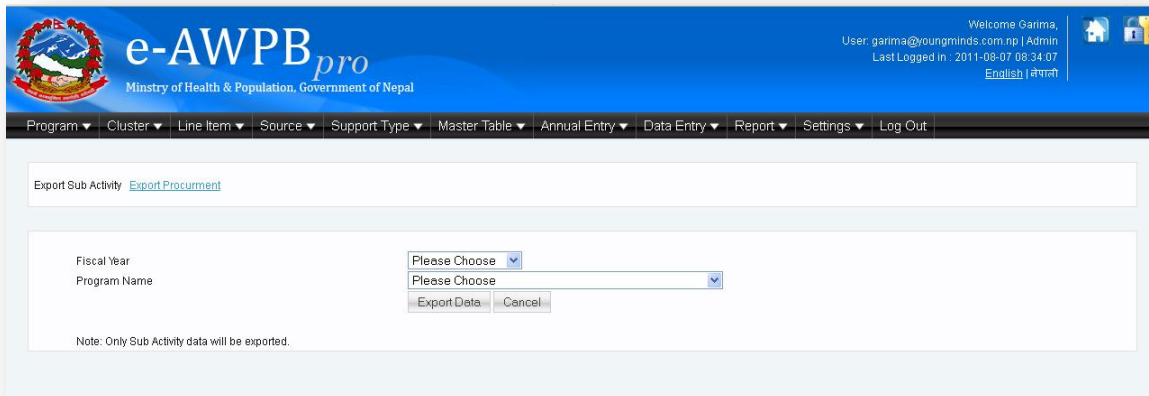 e-AWPB pro
Minstry of Health & Population, Government of Nepal
Welcome Garima,
User: garima@youngminds.com.np | Admin
Last Logged in : 2011-08-07 08:34:07
English | नेपाली
Program Cluster Line Item Source Support Type Master Table Annual Entry Data Entry Report Settings Log Out
Export Sub Activity Export Procurment
Fiscal Year Please Choose
Program Name Please Choose
Export Data Cancel
Note: Only Sub Activity data will be exported.